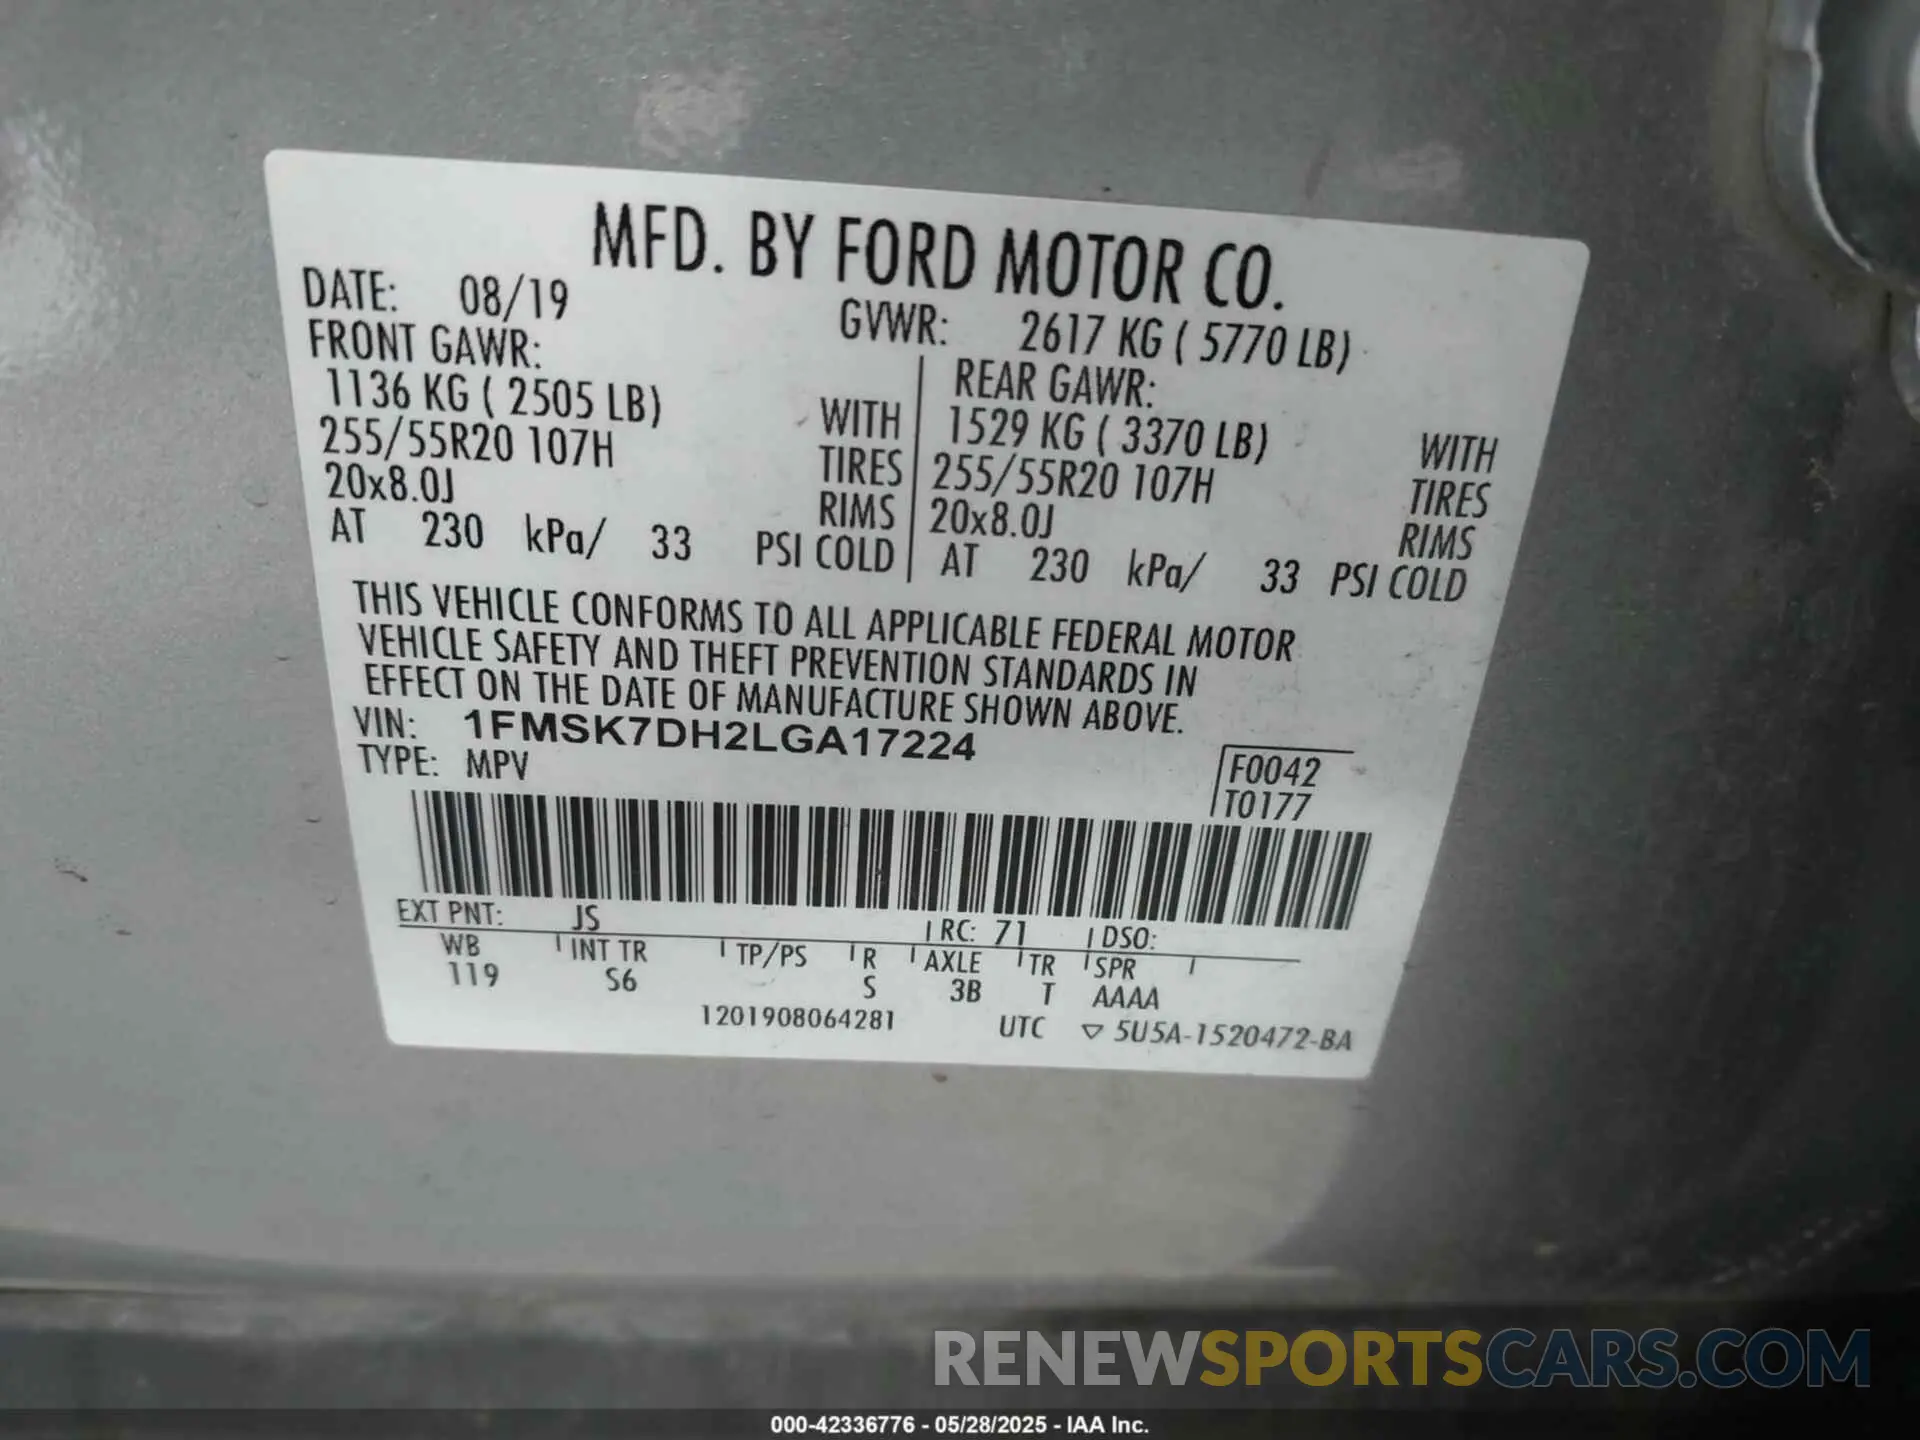 MFD. BY FORD MOTOR CO.
DATE: 08/19 GVWR: 2617 KG ( 5770 LB)
FRONT GAWR: REAR GAWR:
1136 KG ( 2505 LB) WITH 1529 KG ( 3370 LB) WITH
255/55R20 107H TIRES 255/55R20 107H TIRES
20x8.0J RIMS 20x8.0J RIMS
AT 230 kPa/ 33 PSI COLD AT 230 kPa/ 33 PSI COLD
THIS VEHICLE CONFORMS TO ALL APPLICABLE FEDERAL MOTOR
VEHICLE SAFETY AND THEFT PREVENTION STANDARDS IN
EFFECT ON THE DATE OF MANUFACTURE SHOWN ABOVE.
VIN: 1FMSK7DH2LGA17224
TYPE: MPV F0042
T0177
EXT PNT: JS RC: 71 DSO:
WB INT TR TP/PS R AXLE TR SPR
119 S6 S 3B T AAAA
1201908064281 UTC ▽ 5U5A-1520472-BA
RENEWSPORTSCARS.COM
000-42336776 - 05/28/2025 - IAA Inc.